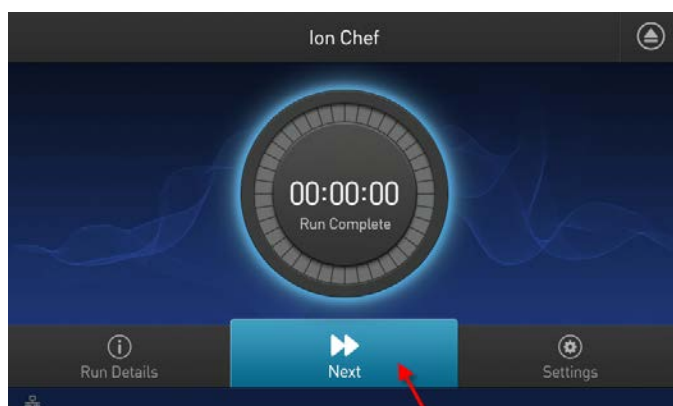 Ion Chef
00:00:00
Run Complete
Run Details
Next
Settings